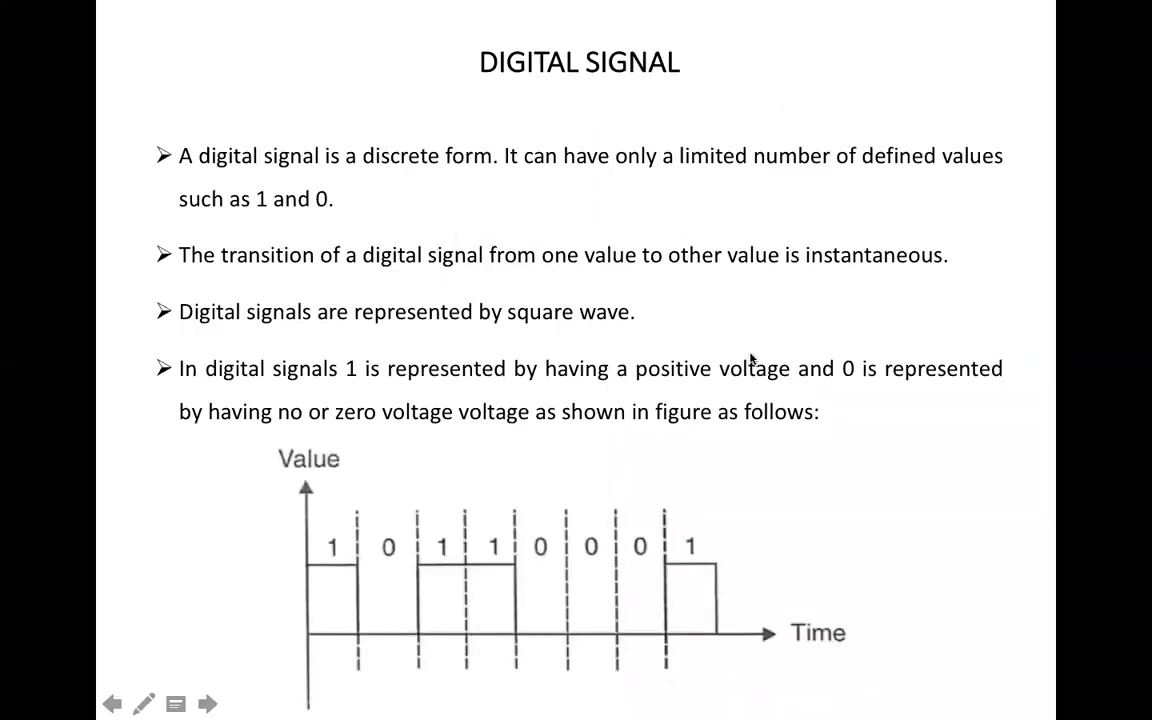 DIGITAL SIGNAL
➢ A digital signal is a discrete form. It can have only a limited number of defined values
such as 1 and 0.
➢ The transition of a digital signal from one value to other value is instantaneous.
➢ Digital signals are represented by square wave.
➢ In digital signals 1 is represented by having a positive voltage and 0 is represented
by having no or zero voltage voltage as shown in figure as follows:
Value
1 0 1 1 0 0 0 1
Time